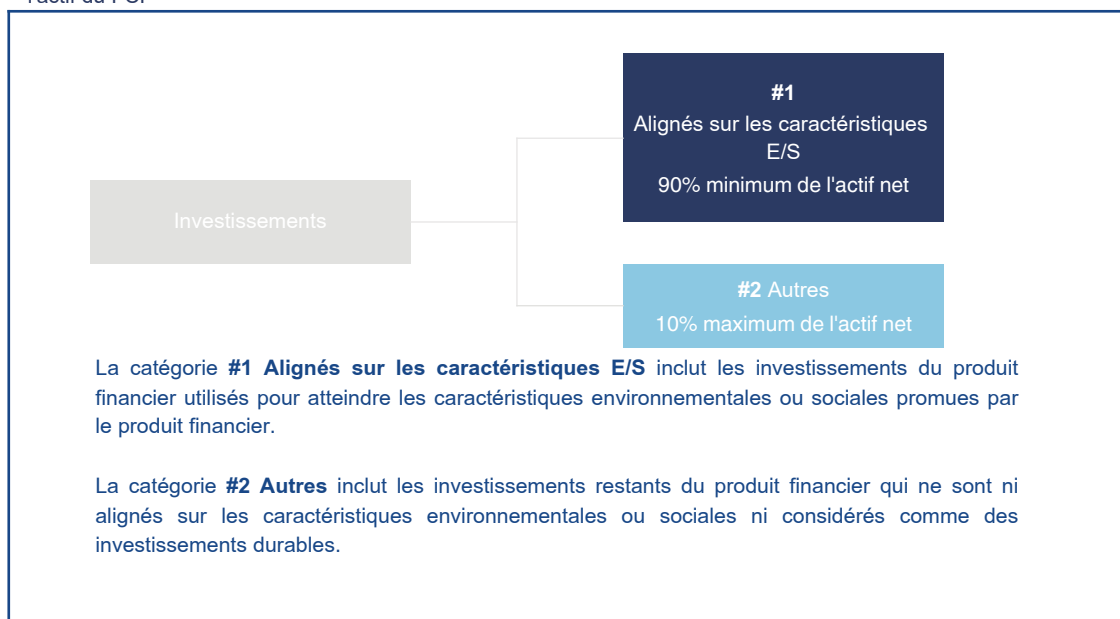 #1
Alignés sur les caractéristiques
E/S
90% minimum de l'actif net
Investissements
#2 Autres
10% maximum de l'actif net
La catégorie #1 Alignés sur les caractéristiques E/S inclut les investissements du produit
financier utilisés pour atteindre les caractéristiques environnementales ou sociales promues par
le produit financier.
La catégorie #2 Autres inclut les investissements restants du produit financier qui ne sont ni
alignés sur les caractéristiques environnementales ou sociales ni considérés comme des
investissements durables.